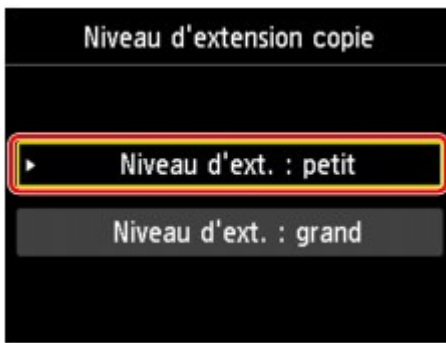 Niveau d'extension copie
Niveau d'ext. : petit
Niveau d'ext. : grand